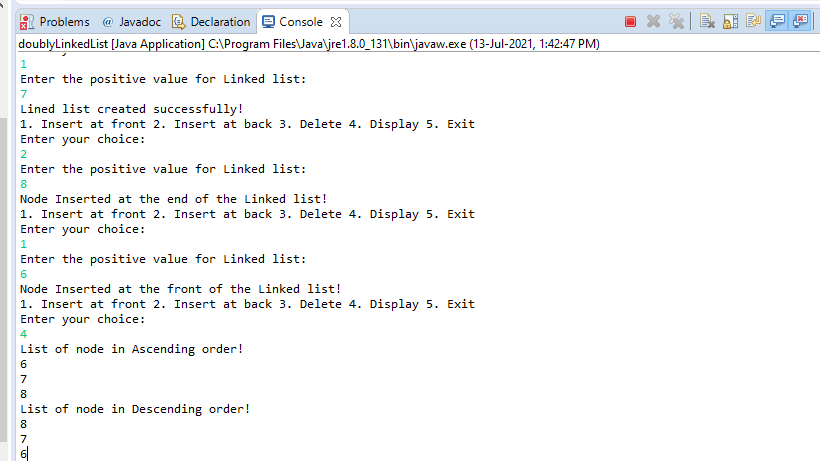 Problems @ Javadoc Declaration Console
doublyLinkedList [Java Application] C:\Program Files\Java\jre1.8.0_131\bin\javaw.exe (13-Jul-2021, 1:42:47 PM)
1
Enter the positive value for Linked list:
7
Lined list created successfully!
1. Insert at front 2. Insert at back 3. Delete 4. Display 5. Exit
Enter your choice:
2
Enter the positive value for Linked list:
8
Node Inserted at the end of the Linked list!
1. Insert at front 2. Insert at back 3. Delete 4. Display 5. Exit
Enter your choice:
1
Enter the positive value for Linked list:
6
Node Inserted at the front of the Linked list!
1. Insert at front 2. Insert at back 3. Delete 4. Display 5. Exit
Enter your choice:
4
List of node in Ascending order!
6
7
8
List of node in Descending order!
8
7
6